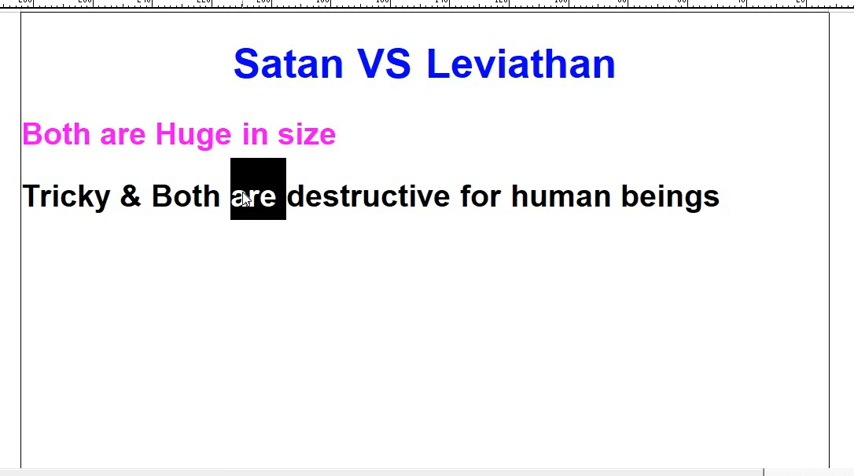 Satan VS Leviathan
Both are Huge in size
Tricky & Both are destructive for human beings